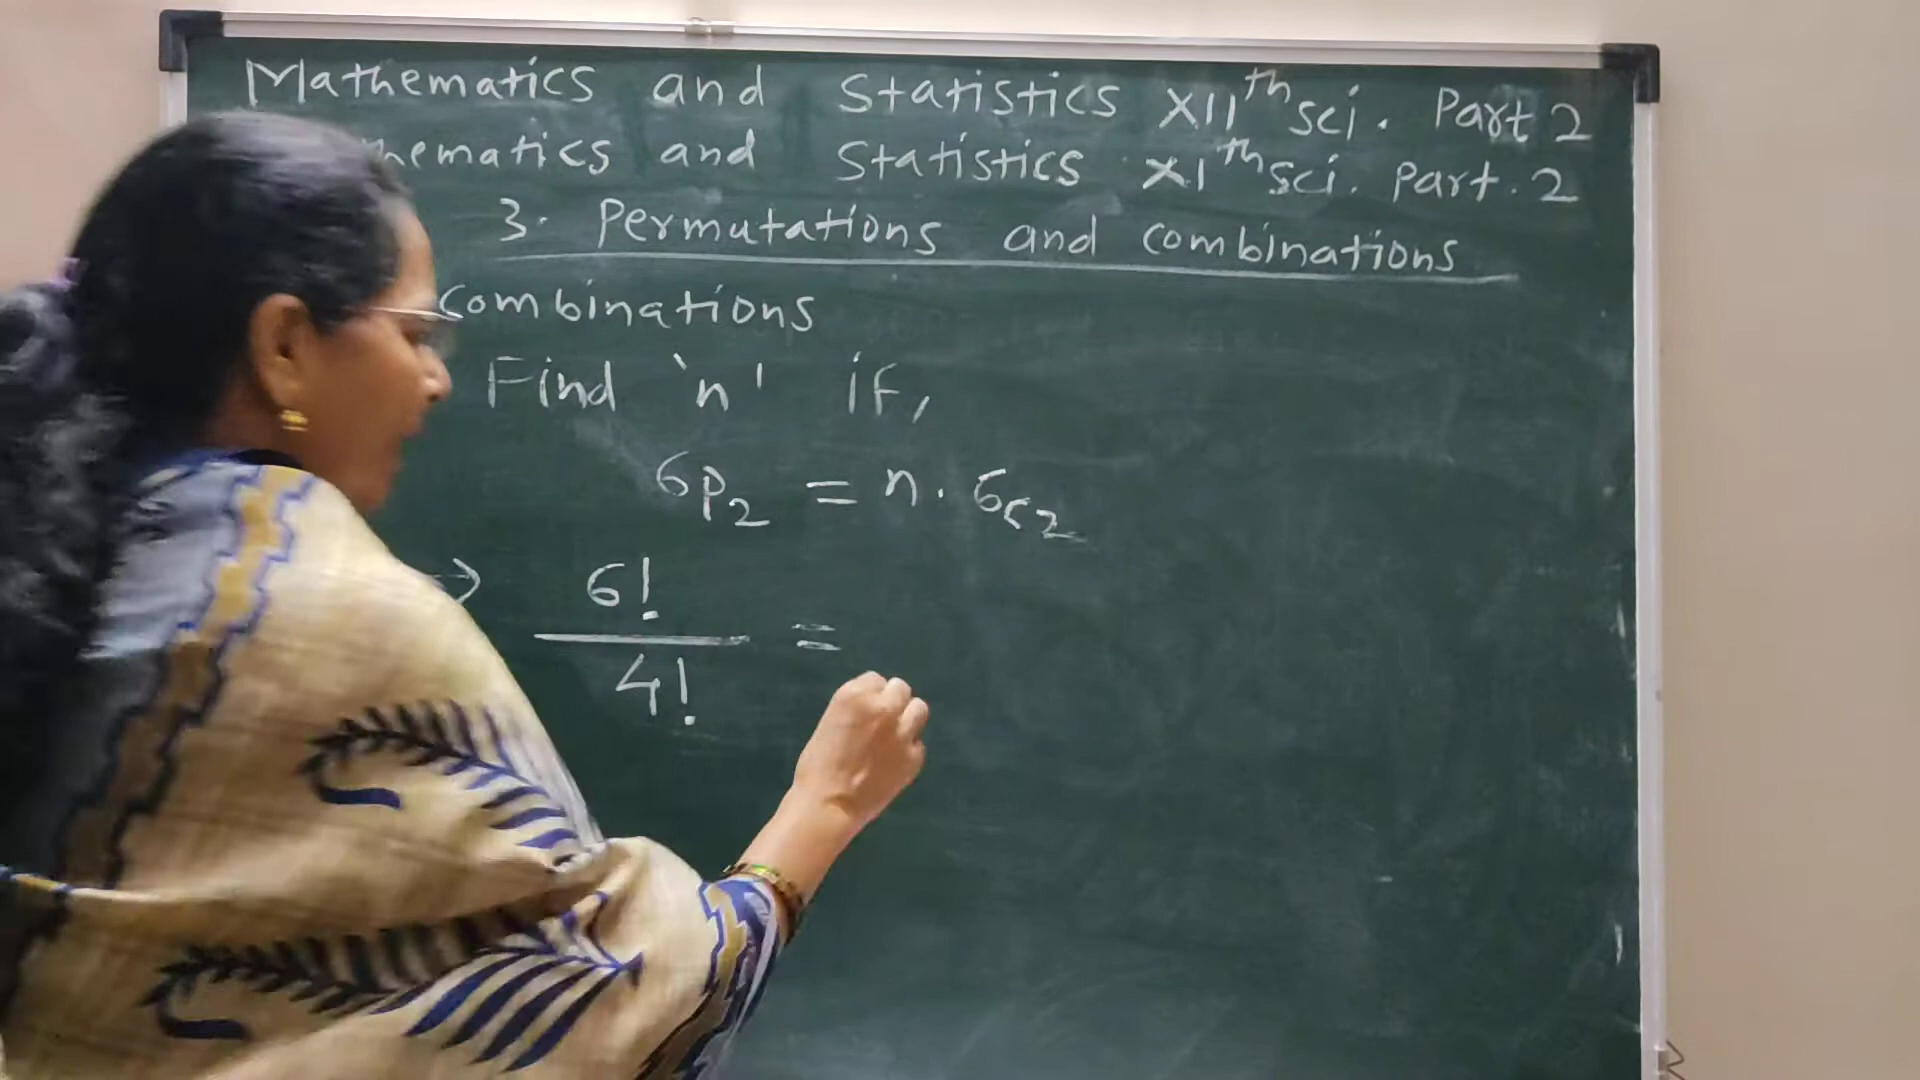 Mathematics and Statistics XIIth sci. Part 2
and Statistics XIth sci. Part. 2
3. Permutations and combinations
combinations
Find 'n' if,
6P2 = n. 6C2
→ 6!/4! =